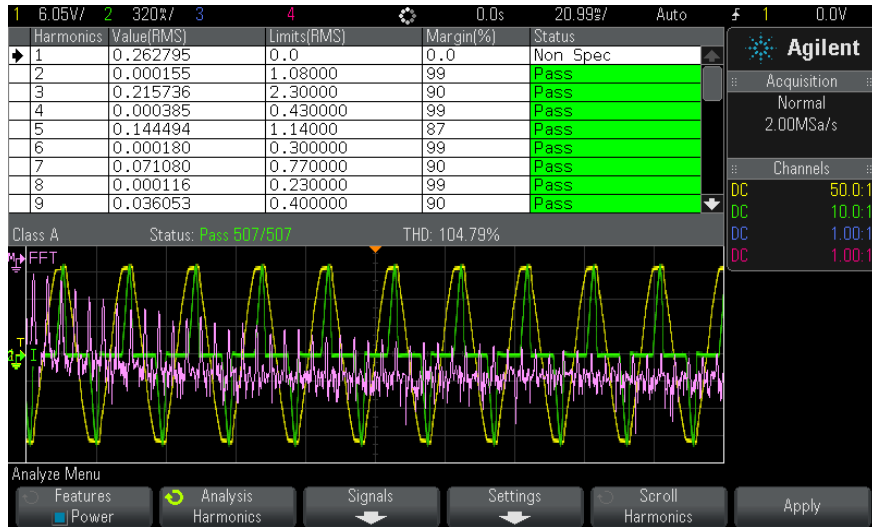 1 6.05V/ 2 320%/ 3 4 0.0s 20.99%/ Auto 1 0.0V
Harmonics Value(RMS) Limits(RMS) Margin(%) Status
1 0.262795 0.0 0.0 Non Spec
2 0.000155 1.08000 99 Pass
3 0.215736 2.30000 90 Pass
4 0.000385 0.430000 99 Pass
5 0.144494 1.14000 87 Pass
6 0.000180 0.300000 99 Pass
7 0.071080 0.770000 90 Pass
8 0.000116 0.230000 99 Pass
9 0.036053 0.400000 90 Pass
Class A Status: Pass 507/507 THD: 104.79%
FFT
T
I
Agilent
Acquisition
Normal
2.00MSa/s
Channels
DC 50.0:1
DC 10.0:1
DC 1.00:1
DC 1.00:1
Analyze Menu
Features
Power
Analysis
Harmonics
Signals
Settings
Scroll
Harmonics
Apply